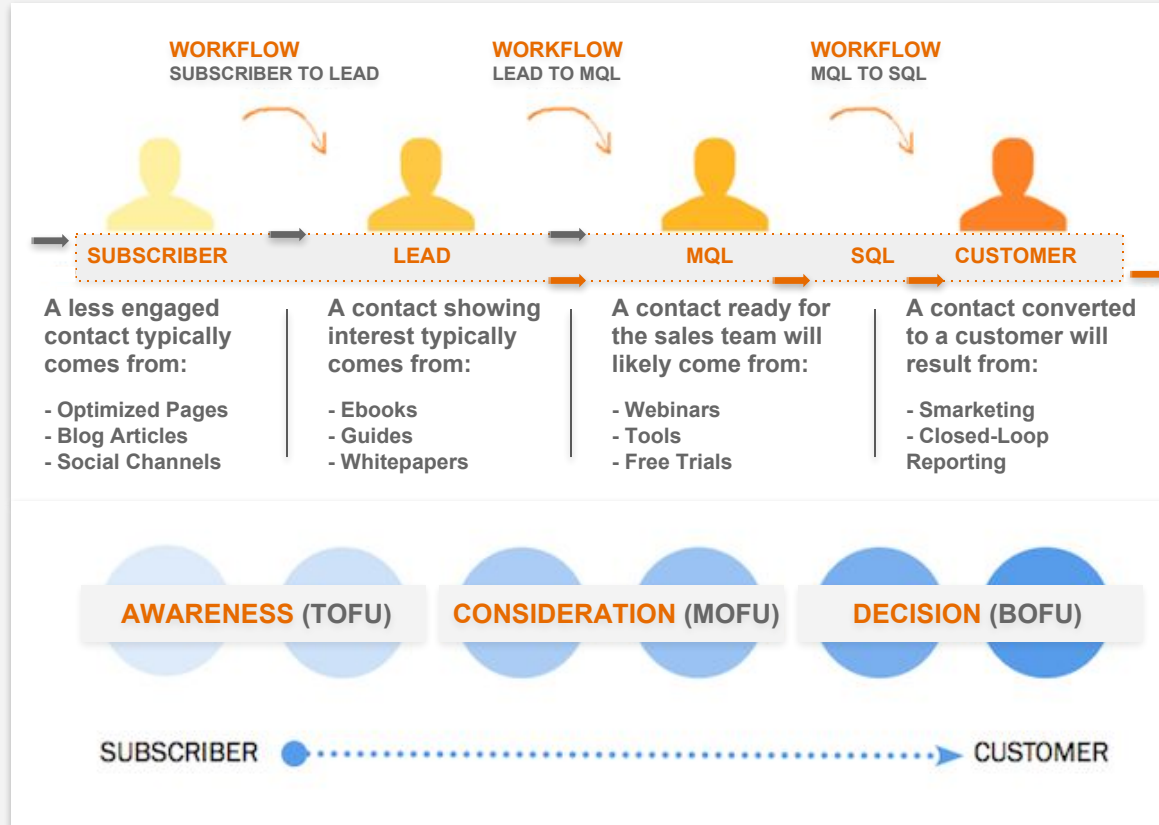 WORKFLOW
SUBSCRIBER TO LEAD
WORKFLOW
LEAD TO MQL
WORKFLOW
MQL TO SQL
SUBSCRIBER
LEAD
MQL
SQL
CUSTOMER
A less engaged
contact typically
comes from:
- Optimized Pages
- Blog Articles
- Social Channels
A contact showing
interest typically
comes from:
- Ebooks
- Guides
- Whitepapers
A contact ready for
the sales team will
likely come from:
- Webinars
- Tools
- Free Trials
A contact converted
to a customer will
result from:
- Smarketing
- Closed-Loop
Reporting
AWARENESS (TOFU)
CONSIDERATION (MOFU)
DECISION (BOFU)
SUBSCRIBER
CUSTOMER